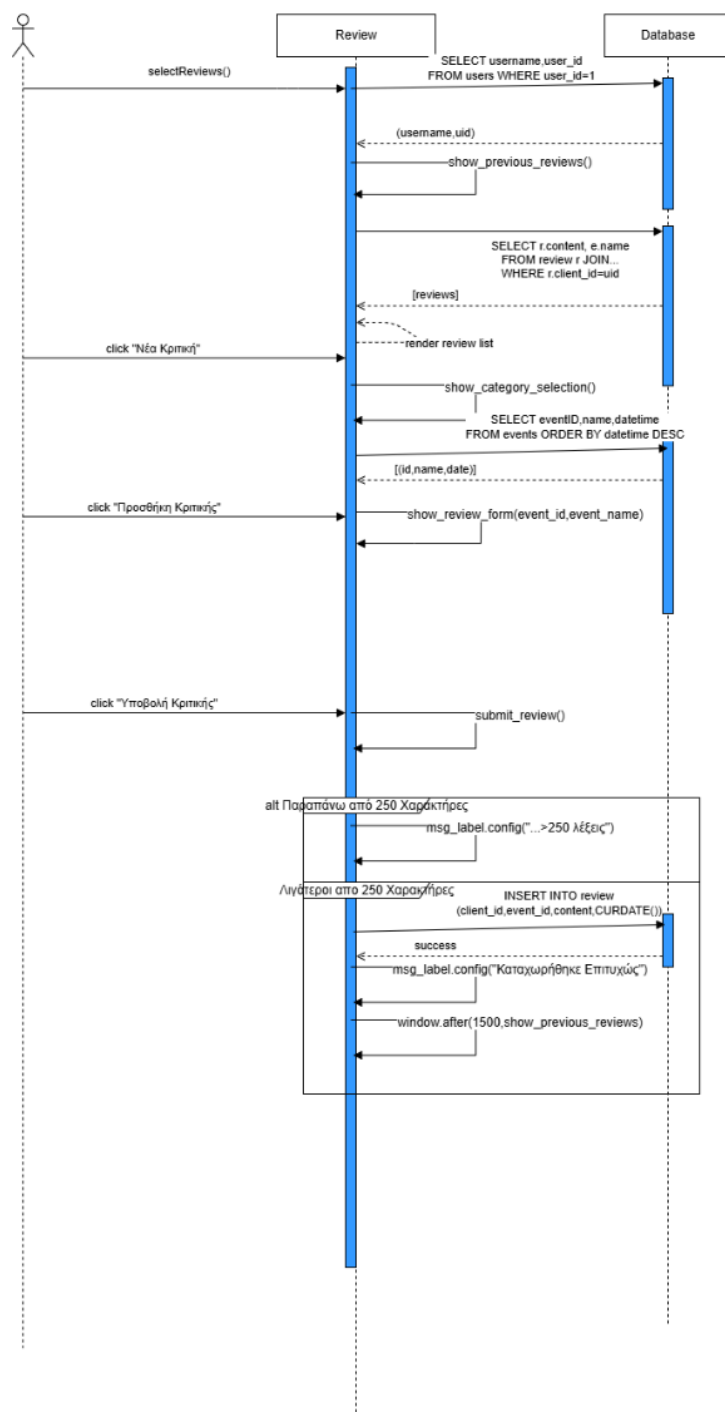 Review
Database
selectReviews()
SELECT username,user_id
FROM users WHERE user_id=1
(username,uid)
show_previous_reviews()
SELECT r.content, e.name
FROM review r JOIN...
WHERE r.client_id=uid
[reviews]
render review list
click "Νέα Κριτική"
show_category_selection()
SELECT eventID,name,datetime
FROM events ORDER BY datetime DESC
[(id,name,date)]
click "Προσθήκη Κριτικής"
show_review_form(event_id,event_name)
click "Υποβολή Κριτικής"
submit_review()
alt Παραπάνω από 250 Χαρακτήρες
msg_label.config("...>250 λέξεις")
Λιγότεροι απο 250 Χαρακτήρες
INSERT INTO review
(client_id,event_id,content,CURDATE())
success
msg_label.config("Καταχωρήθηκε Επιτυχώς")
window.after(1500,show_previous_reviews)